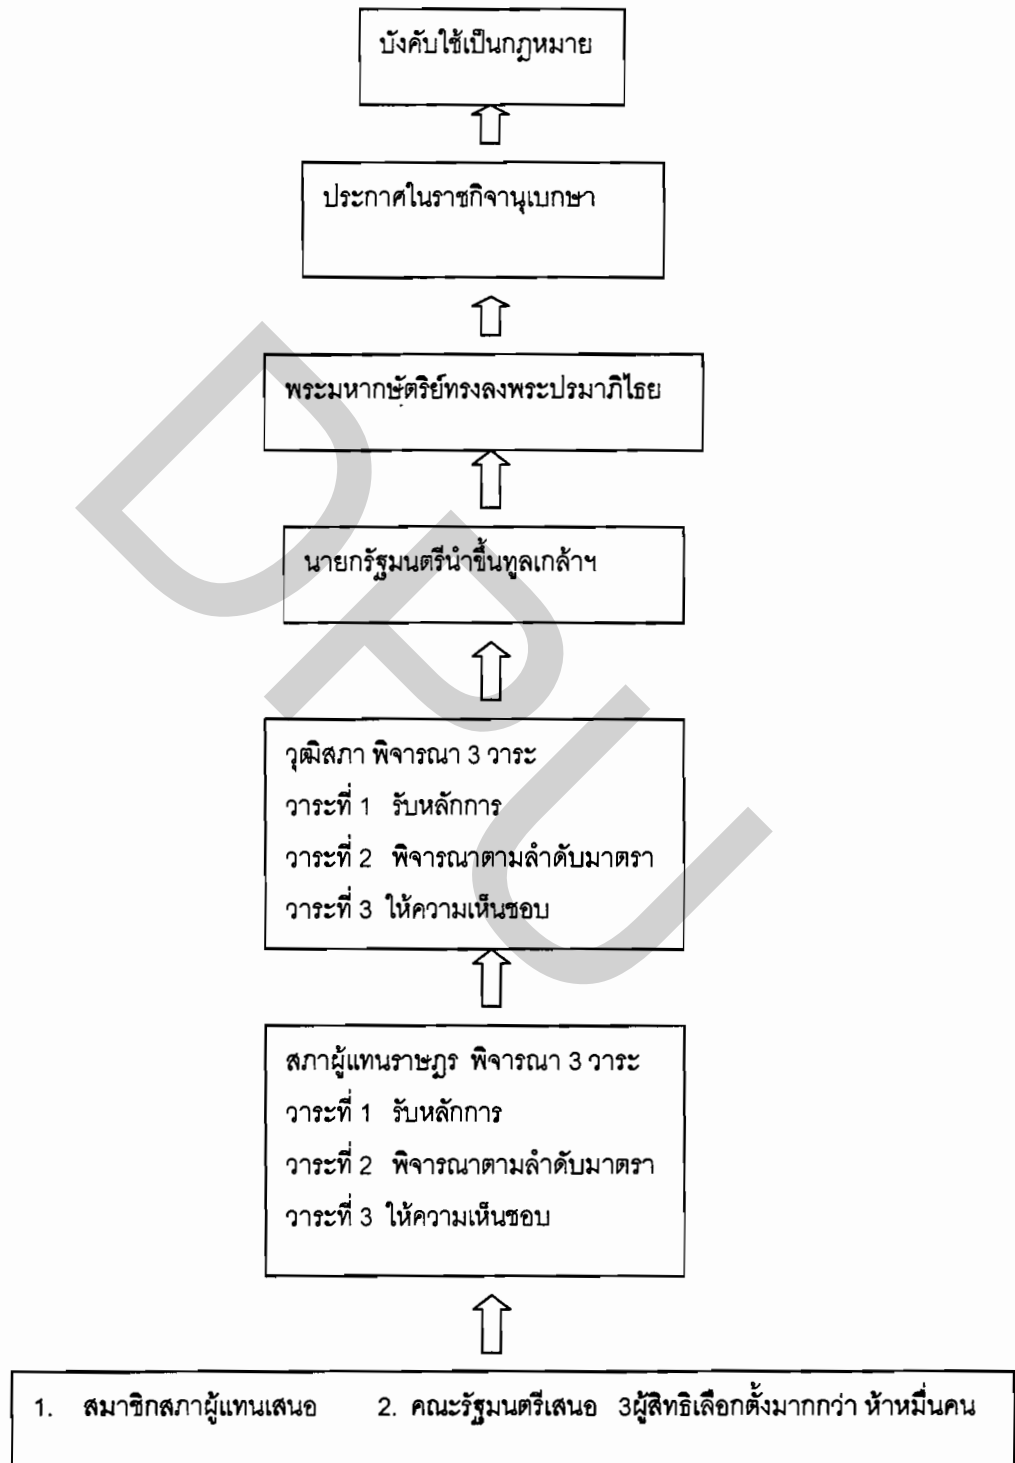 บังคับใช้เป็นกฎหมาย
ประกาศในราชกิจานุเบกษา
พระมหากษัตริย์ทรงลงพระปรมาภิไธย
นายกรัฐมนตรีนำขึ้นทูลเกล้าฯ
วุฒิสภา พิจารณา 3 วาระ
วาระที่ 1 รับหลักการ
วาระที่ 2 พิจารณาตามลำดับมาตรา
วาระที่ 3 ให้ความเห็นชอบ
สภาผู้แทนราษฎร พิจารณา 3 วาระ
วาระที่ 1 รับหลักการ
วาระที่ 2 พิจารณาตามลำดับมาตรา
วาระที่ 3 ให้ความเห็นชอบ
1. สมาชิกสภาผู้แทนเสนอ 2. คณะรัฐมนตรีเสนอ 3ผู้สิทธิเลือกตั้งมากกว่า ห้าหมื่นคน
DPU